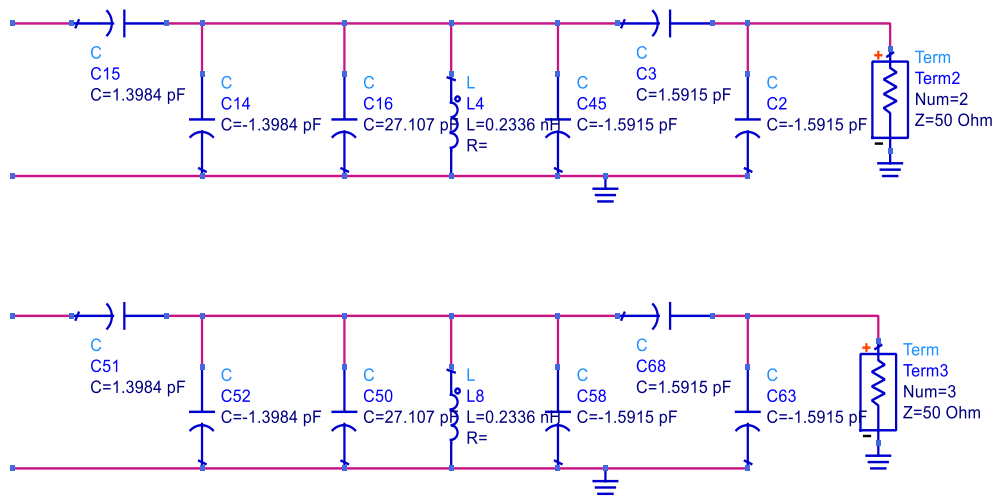 C
C15
C=1.3984 pF
C
C14
C=-1.3984 pF
C
C16
C=27.107 pF
L
L4
L=0.2336 nH
R=
C
C45
C=-1.5915 pF
C
C3
C=1.5915 pF
C
C2
C=-1.5915 pF
+
Term
Term2
Num=2
Z=50 Ohm
-
C
C51
C=1.3984 pF
C
C52
C=-1.3984 pF
C
C50
C=27.107 pF
L
L8
L=0.2336 nH
R=
C
C58
C=-1.5915 pF
C
C68
C=1.5915 pF
C
C63
C=-1.5915 pF
+
Term
Term3
Num=3
Z=50 Ohm
-